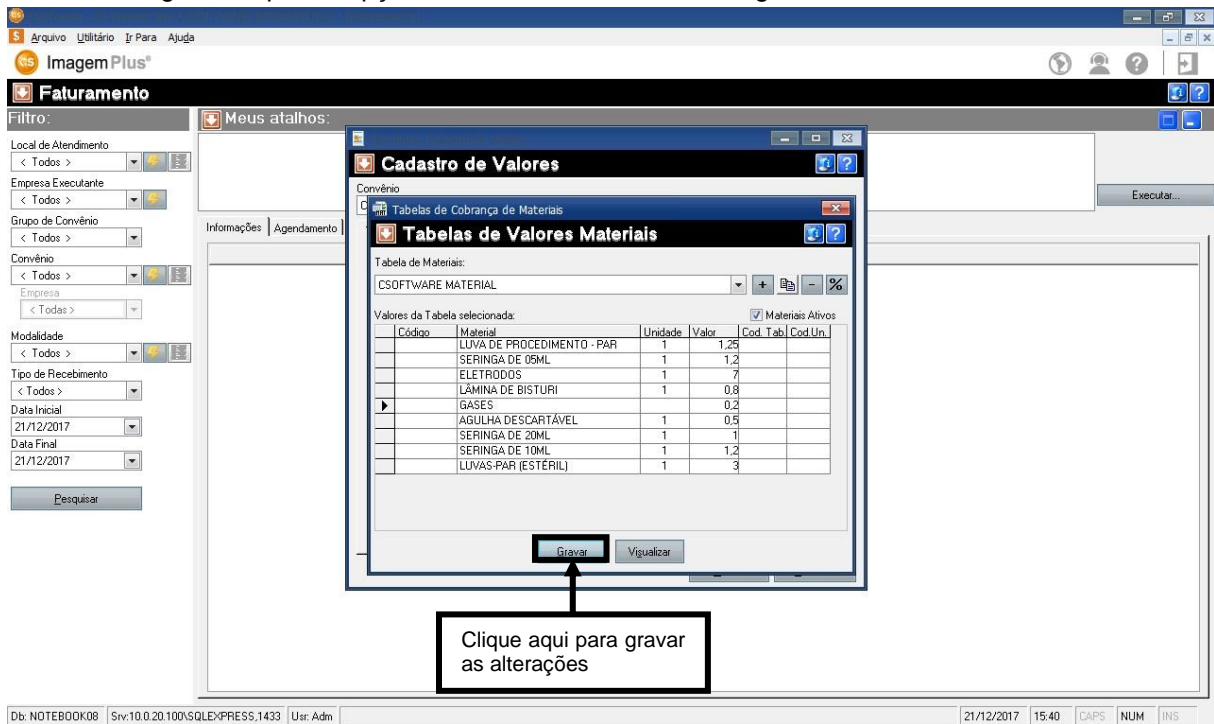 Arquivo Utilitário Ir Para Ajuda
ImagemPlus®
Faturamento
Filtro:
Meus atalhos:
Local de Atendimento
< Todos >
Empresa Executante
< Todos >
Grupo de Convênio
< Todos >
Convênio
< Todos >
Empresa
< Todas >
Modalidade
< Todos >
Tipo de Recebimento
< Todos >
Data Inicial
21/12/2017
Data Final
21/12/2017
Pesquisar
Executar...
Informações Agendamento
Cadastro de Valores
Convênio
Tabelas de Cobrança de Materiais
Tabelas de Valores Materiais
Tabela de Materiais:
CSOFTWARE MATERIAL
+ - %
Valores da Tabela selecionada: Materiais Ativos
Código Material Unidade Valor Cod. Tab. Cod.Un.
LUVA DE PROCEDIMENTO - PAR 1 1,25
SERINGA DE 05ML 1 1,2
ELETRODOS 1 7
LÂMINA DE BISTURI 1 0,8
GASES 0,2
AGULHA DESCARTÁVEL 1 0,5
SERINGA DE 20ML 1 1
SERINGA DE 10ML 1 1,2
LUVAS-PAR (ESTÉRIL) 1 3
Gravar Visualizar
Clique aqui para gravar
as alterações
Db: NOTEBOOK08 Srv:10.0.20.100\SQLEXPRESS,1433 Usr: Adm 21/12/2017 15:40 CAPS NUM INS